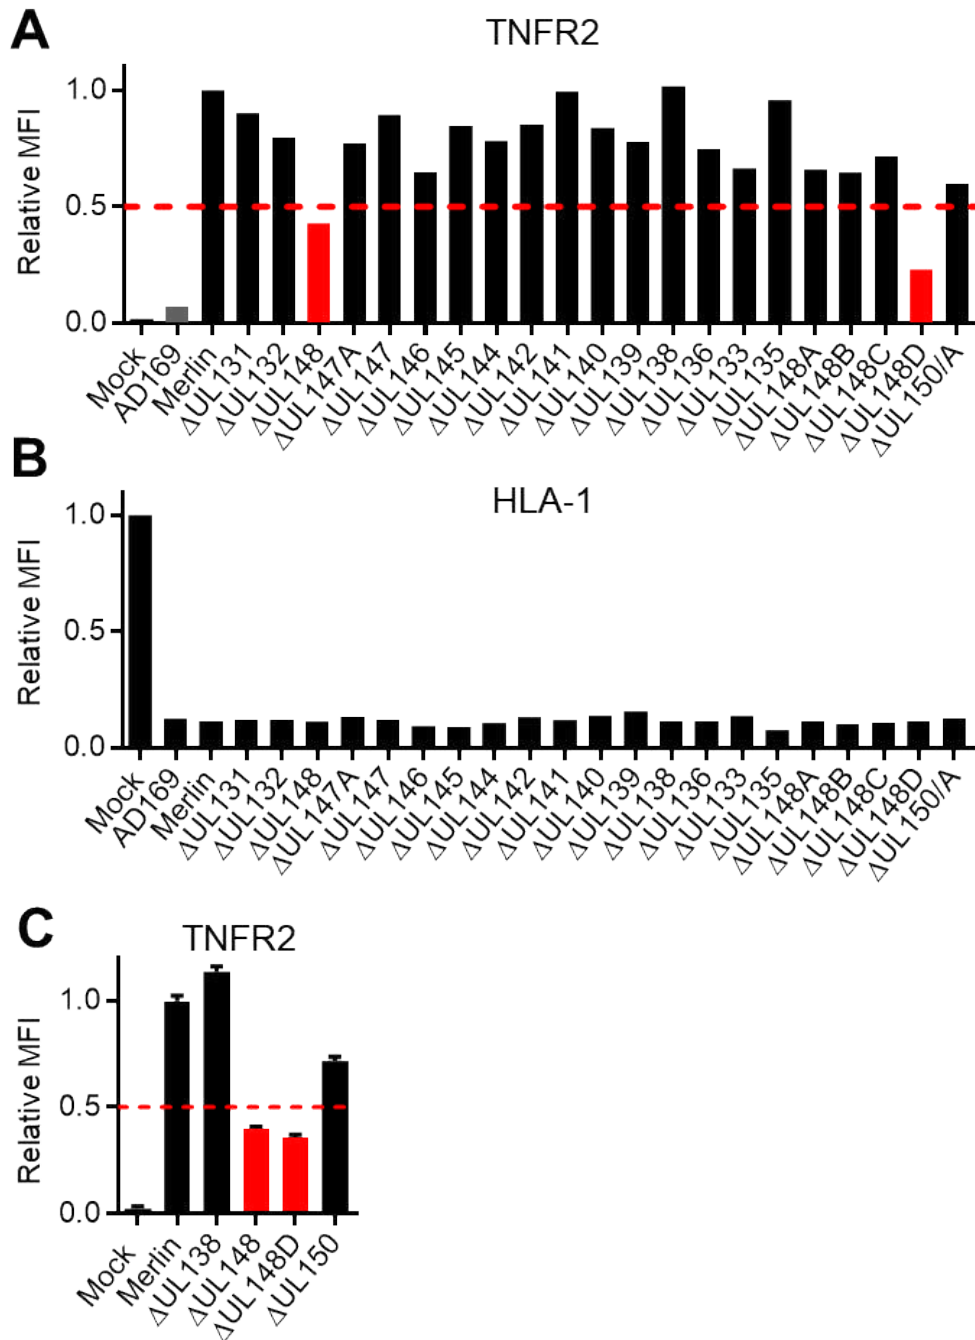 A
TNFR2
Relative MFI
1.0
0.5
0.0
Mock
AD169
Merlin
ΔUL131
ΔUL132
ΔUL148
ΔUL147A
ΔUL147
ΔUL146
ΔUL145
ΔUL144
ΔUL142
ΔUL141
ΔUL140
ΔUL139
ΔUL138
ΔUL136
ΔUL133
ΔUL135
ΔUL148A
ΔUL148B
ΔUL148C
ΔUL148D
ΔUL150/A
B
HLA-1
Relative MFI
1.0
0.5
0.0
Mock
AD169
Merlin
ΔUL131
ΔUL132
ΔUL148
ΔUL147A
ΔUL147
ΔUL146
ΔUL145
ΔUL144
ΔUL142
ΔUL141
ΔUL140
ΔUL139
ΔUL138
ΔUL136
ΔUL133
ΔUL135
ΔUL148A
ΔUL148B
ΔUL148C
ΔUL148D
ΔUL150/A
C
TNFR2
Relative MFI
1.0
0.5
0.0
Mock
Merlin
ΔUL138
ΔUL148
ΔUL148D
ΔUL150